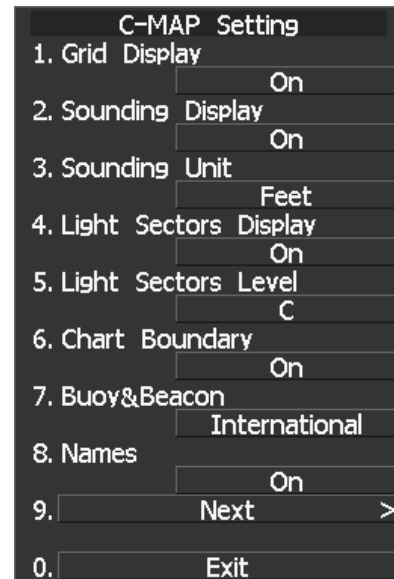 C-MAP Setting
1. Grid Display
On
2. Sounding Display
On
3. Sounding Unit
Feet
4. Light Sectors Display
On
5. Light Sectors Level
C
6. Chart Boundary
On
7. Buoy&Beacon
International
8. Names
On
9. Next >
0. Exit